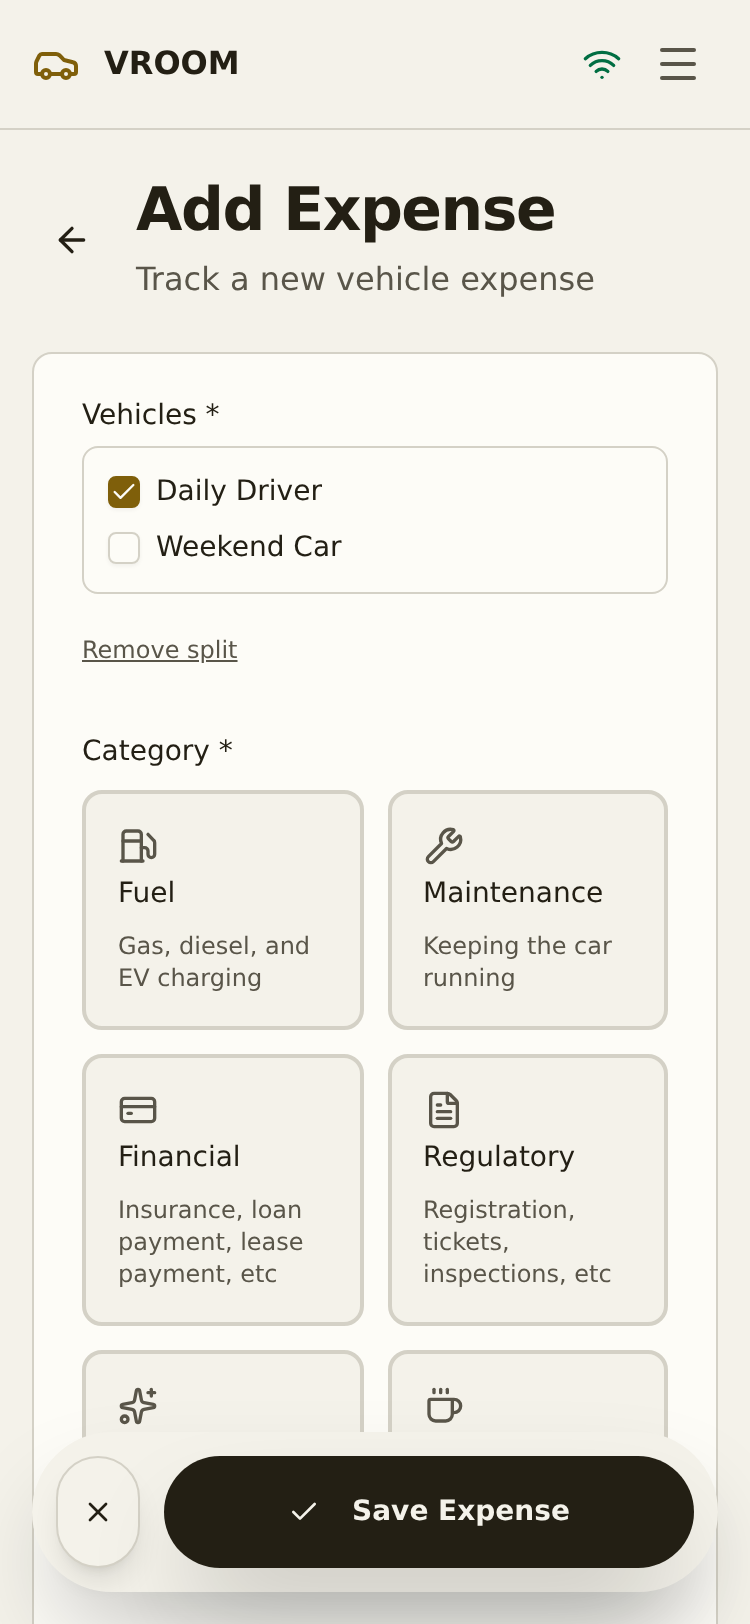 VROOM
Add Expense
Track a new vehicle expense
Vehicles *
Daily Driver
Weekend Car
Remove split
Category *
Fuel
Gas, diesel, and
EV charging
Maintenance
Keeping the car
running
Financial
Insurance, loan
payment, lease
payment, etc
Regulatory
Registration,
tickets,
inspections, etc
Save Expense